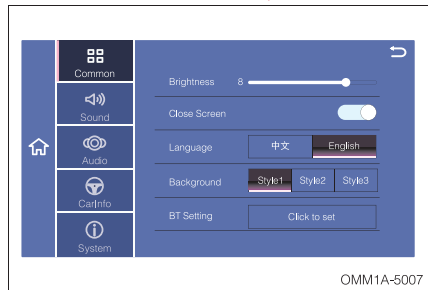 Common
Brightness 8
Sound
Close Screen
Language 中文 English
Audio
Background Style1 Style2 Style3
CarInfo
BT Setting Click to set
System
OMM1A-5007